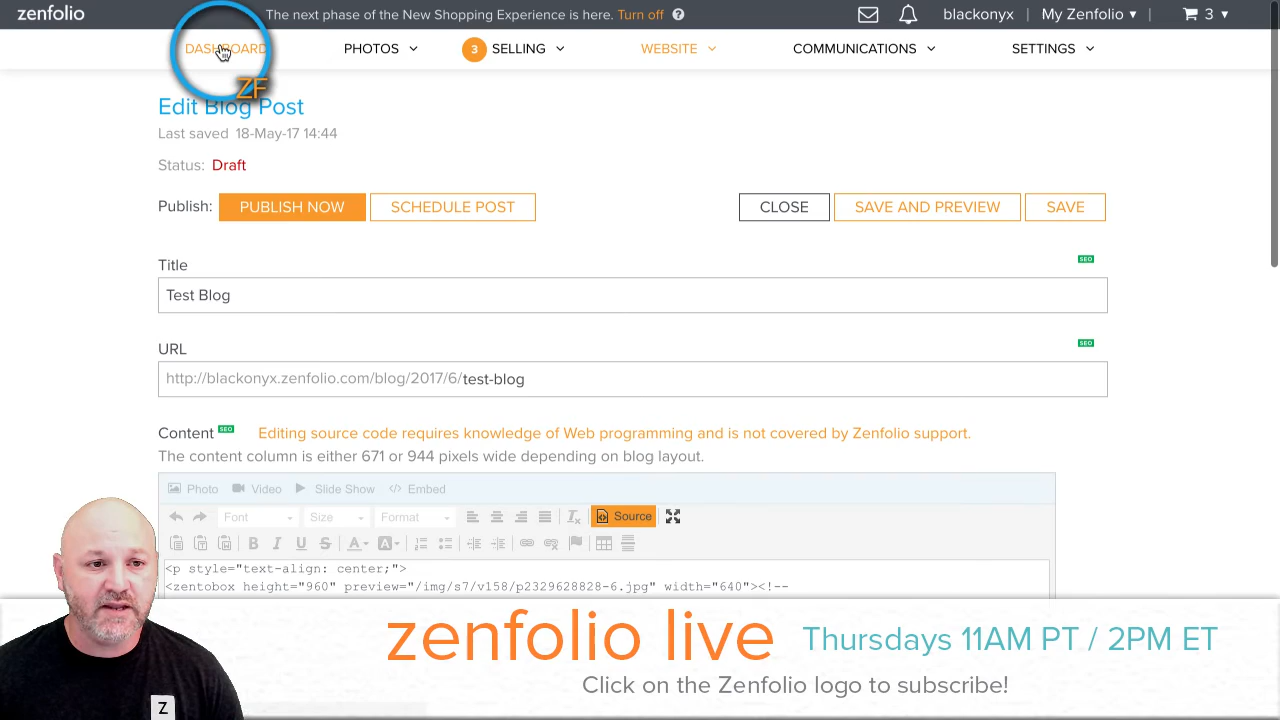 zenfolio
The next phase of the New Shopping Experience is here. Turn off ?
blackonyx
My Zenfolio
3
DASHBOARD
PHOTOS
3 SELLING
WEBSITE
COMMUNICATIONS
SETTINGS
ZF
Edit Blog Post
Last saved 18-May-17 14:44
Status: Draft
Publish: PUBLISH NOW SCHEDULE POST CLOSE SAVE AND PREVIEW SAVE
Title SEO
Test Blog
URL SEO
http://blackonyx.zenfolio.com/blog/2017/6/test-blog
Content SEO Editing source code requires knowledge of Web programming and is not covered by Zenfolio support.
The content column is either 671 or 944 pixels wide depending on blog layout.
Photo Video Slide Show </> Embed
Font Size Format Source
B I U S A A
<p style="text-align: center;">
<zentobox height="960" preview="/img/s7/v158/p2329628828-6.jpg" width="640"><!--
zenfolio live Thursdays 11AM PT / 2PM ET
Click on the Zenfolio logo to subscribe!
Z